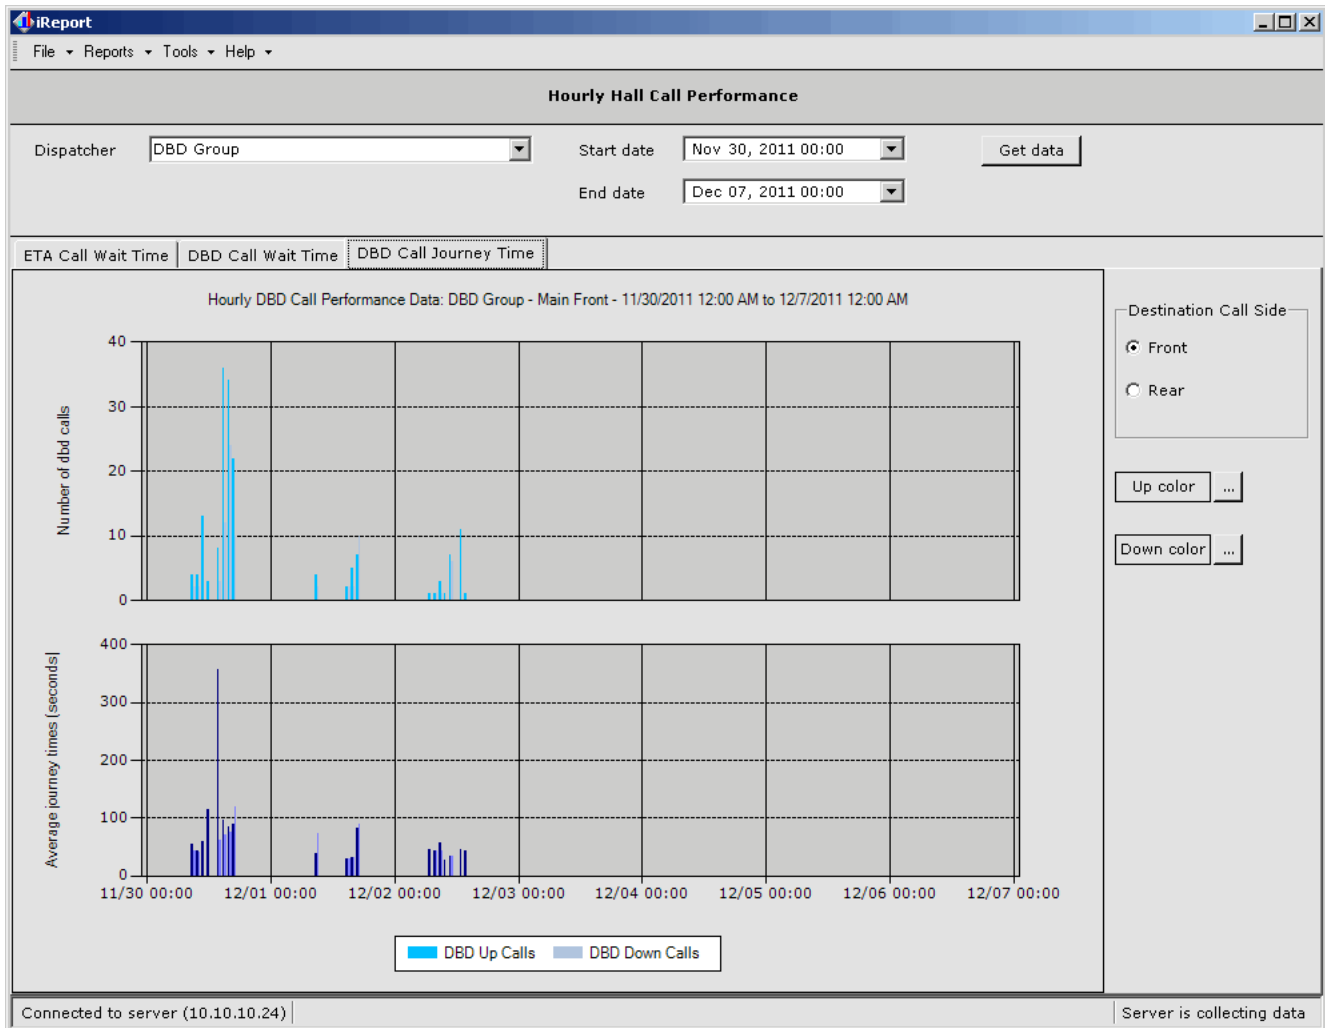 iReport
File Reports Tools Help
Hourly Hall Call Performance
Dispatcher DBD Group Start date Nov 30, 2011 00:00 Get data
End date Dec 07, 2011 00:00
ETA Call Wait Time DBD Call Wait Time DBD Call Journey Time
Hourly DBD Call Performance Data: DBD Group - Main Front - 11/30/2011 12:00 AM to 12/7/2011 12:00 AM
Number of dbd calls
40
30
20
10
0
Average journey times (seconds|
400
300
200
100
0
11/30 00:00 12/01 00:00 12/02 00:00 12/03 00:00 12/04 00:00 12/05 00:00 12/06 00:00 12/07 00:00
DBD Up Calls DBD Down Calls
Destination Call Side
Front
Rear
Up color ...
Down color ...
Connected to server (10.10.10.24) Server is collecting data